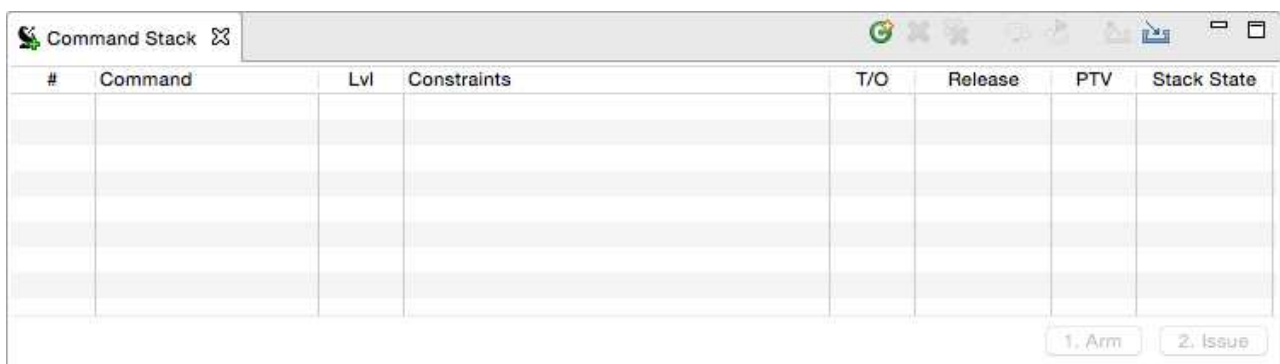 Command Stack
# Command Lvl Constraints T/O Release PTV Stack State
1. Arm 2. Issue